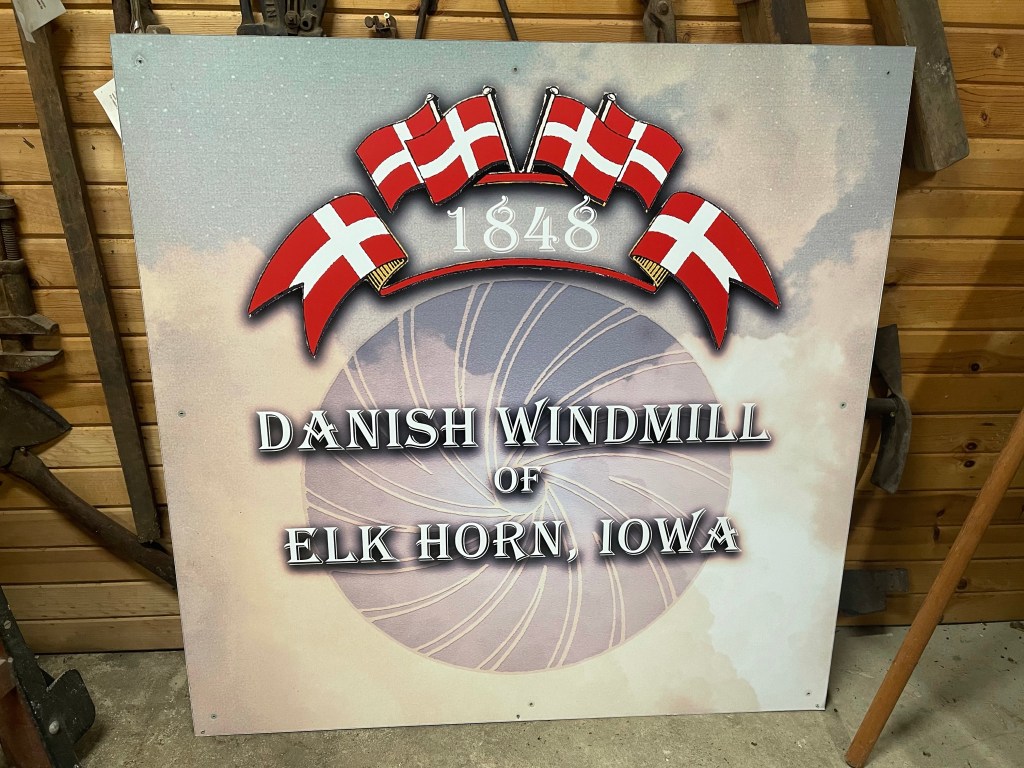 1848
DANISH WINDMILL
OF
ELK HORN, IOWA